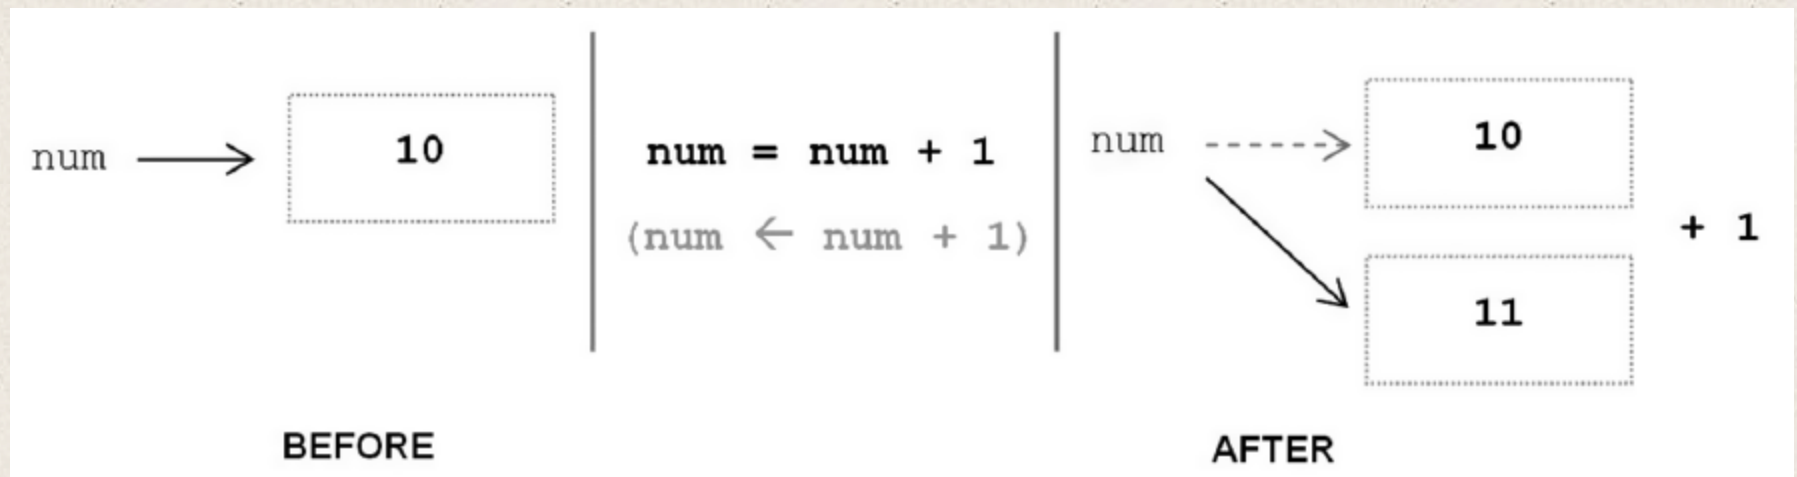 num
10
num = num + 1
(num ← num + 1)
num
10
+ 1
11
BEFORE
AFTER